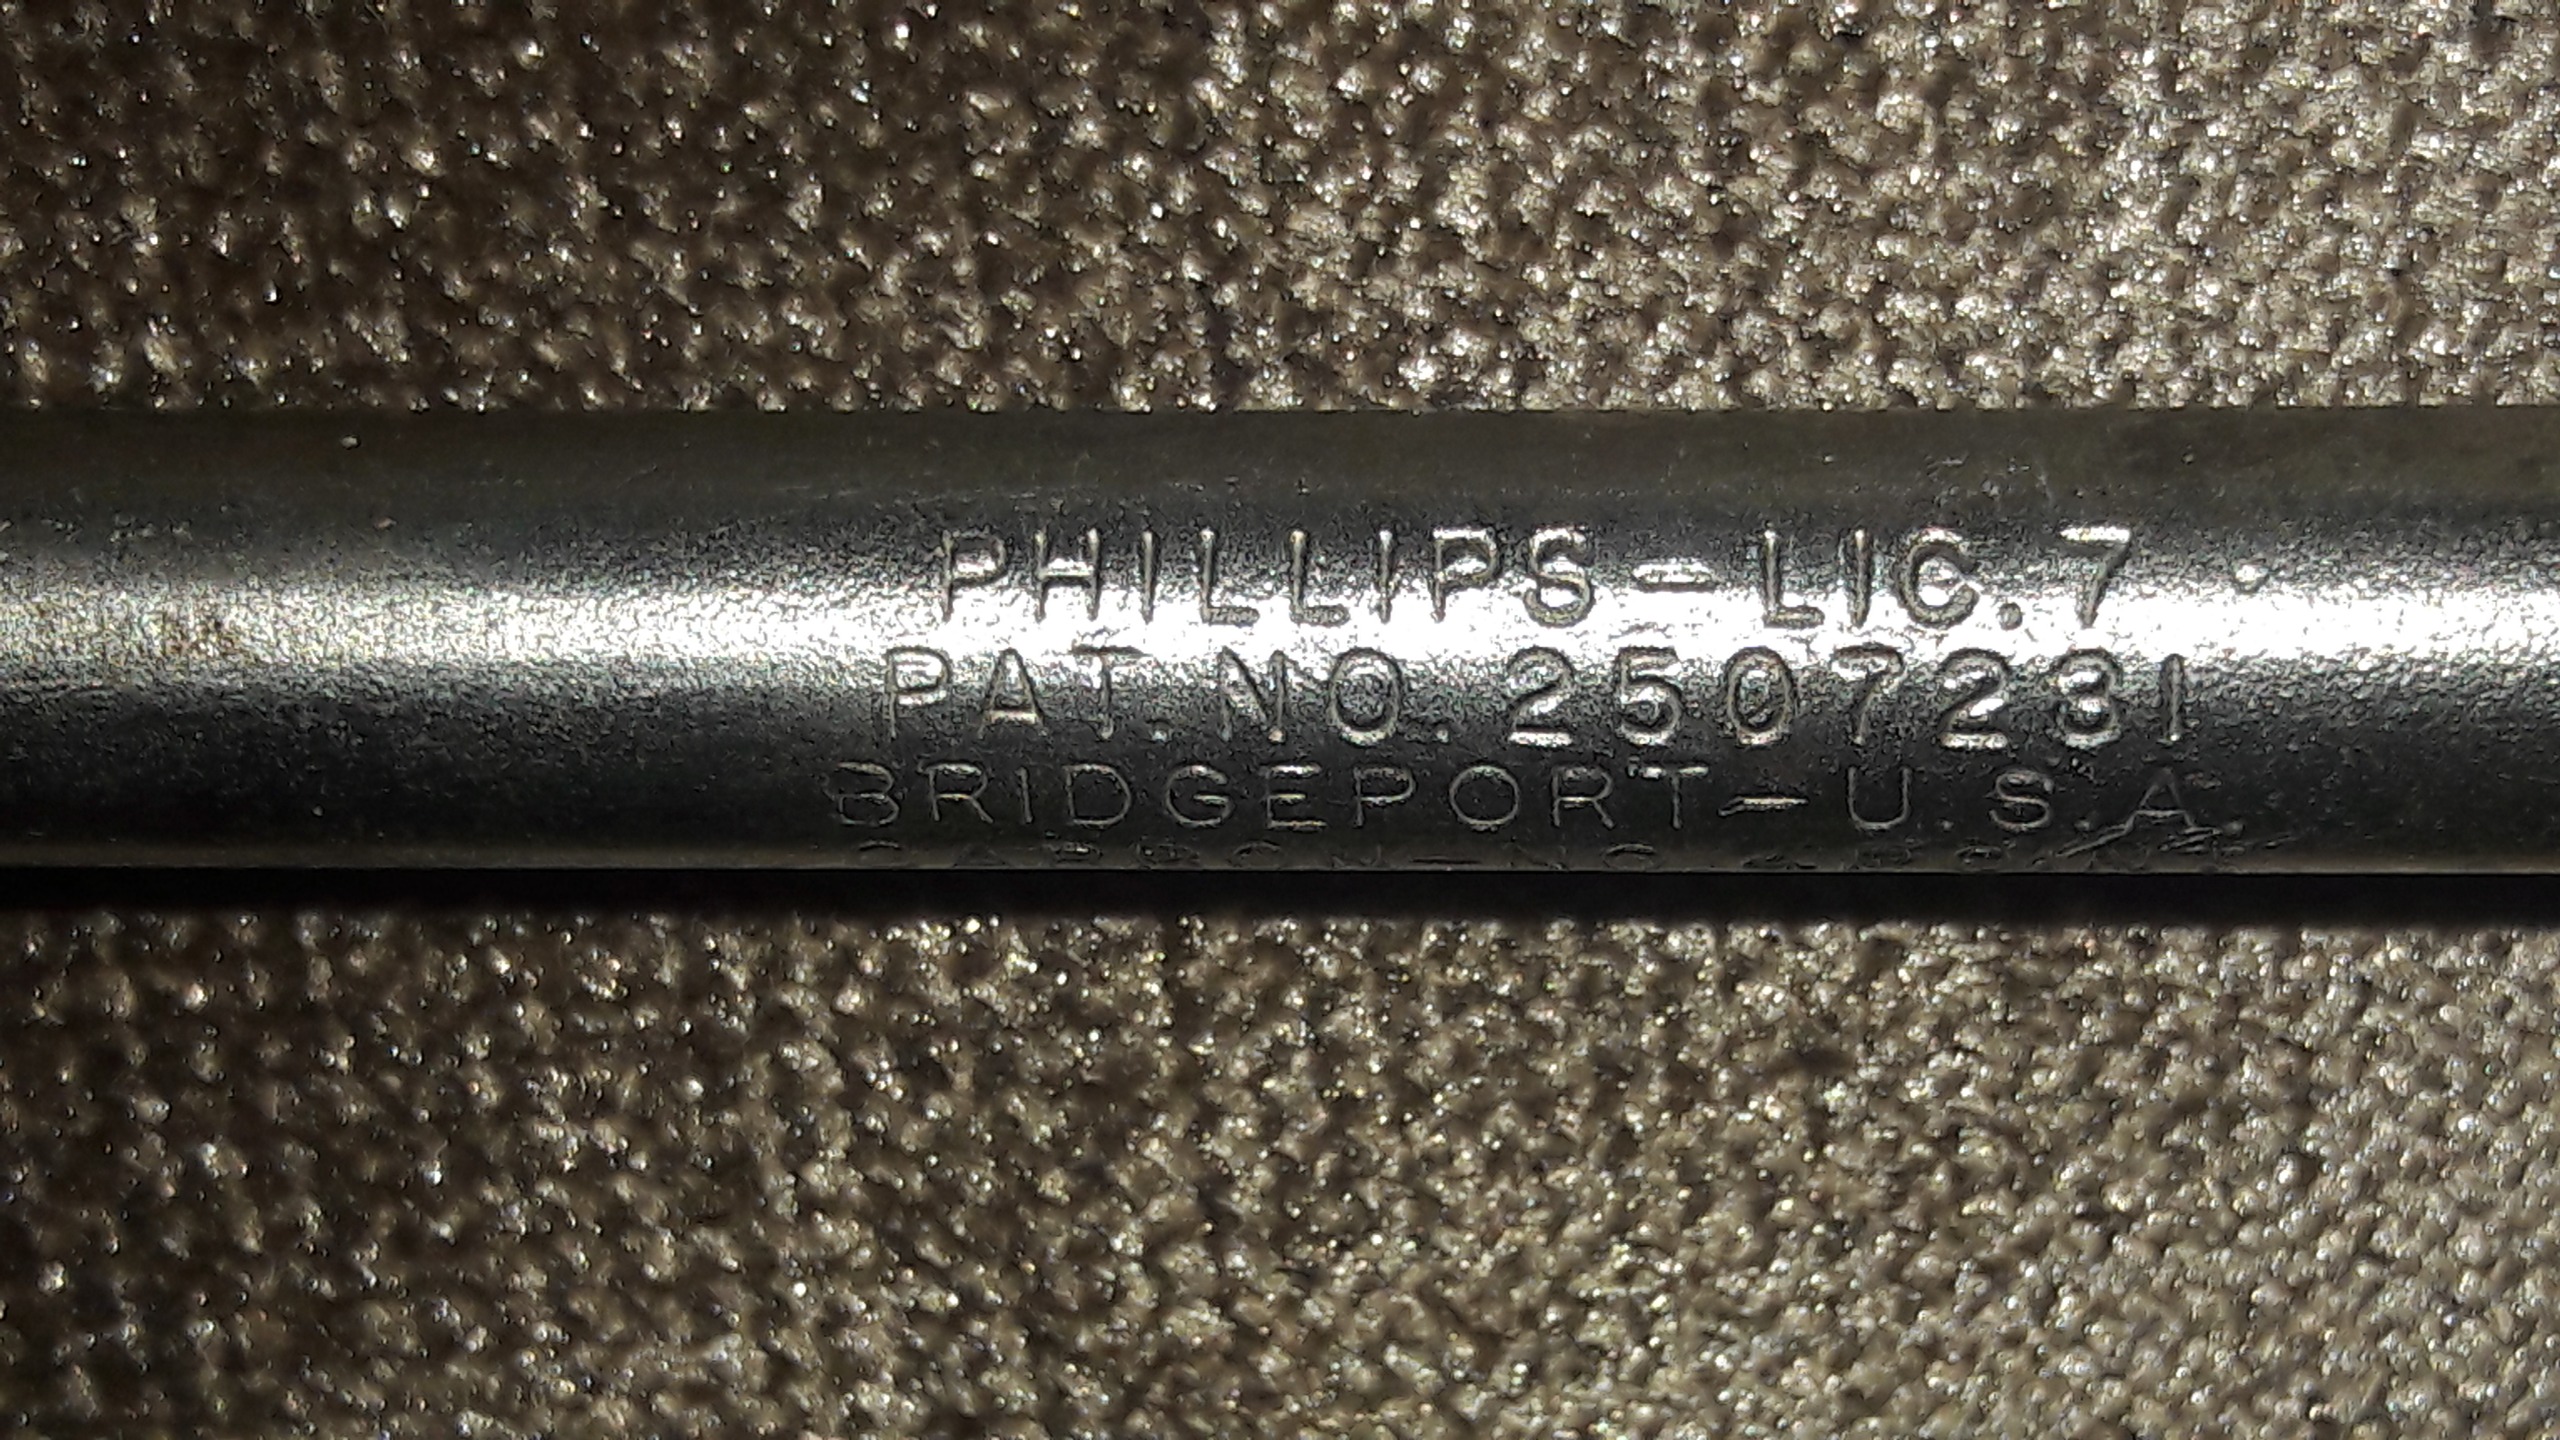 PHILLIPS-LIC.7
PAT.NO.2507231
BRIDGEPORT-U.S.A.